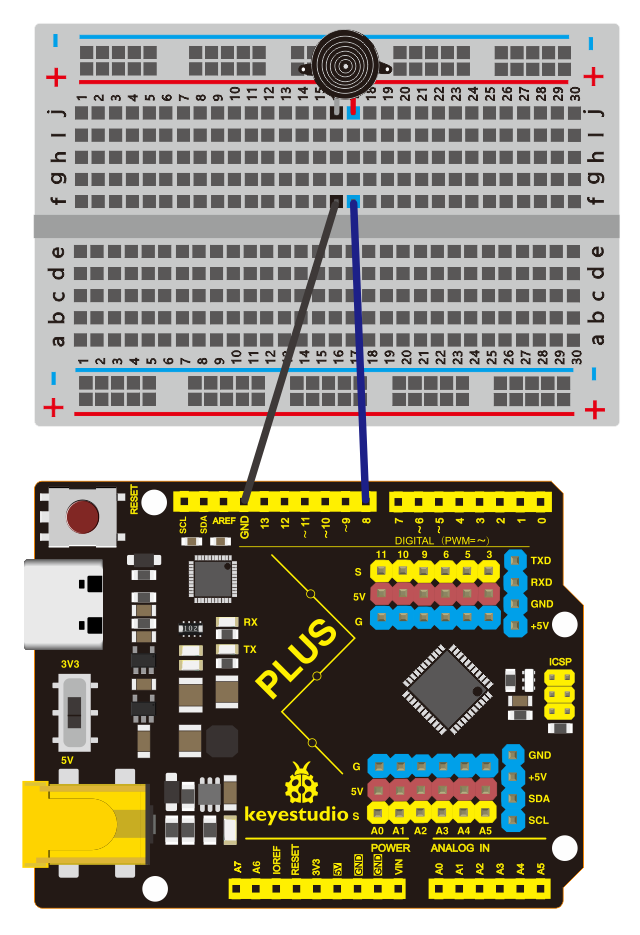 - -
+ +
1 2 3 4 5 6 7 8 9 10 11 12 13 14 15 18 19 20 21 22 23 24 25 26 27 28 29 30
j j
i i
h h
g g
f f
e e
d d
c c
b b
a a
1 2 3 4 5 6 7 8 9 10 11 12 13 14 15 16 17 18 19 20 21 22 23 24 25 26 27 28 29 30
- -
+ +
RESET
SCL SDA AREF GND 13 12 ~11 ~10 ~9 8 7 ~6 ~5 4 3 2 1 0
DIGITAL (PWM=~)
11 10 9 6 5 3
S
5V
G
TXD
RXD
GND
+5V
RX
TX
PLUS
3V3
5V
ICSP
G
5V
S
GND
+5V
SDA
SCL
A0 A1 A2 A3 A4 A5
keyestudio
POWER ANALOG IN
A7 A6 IOREF RESET 3V3 5V GND GND VIN A0 A1 A2 A3 A4 A5